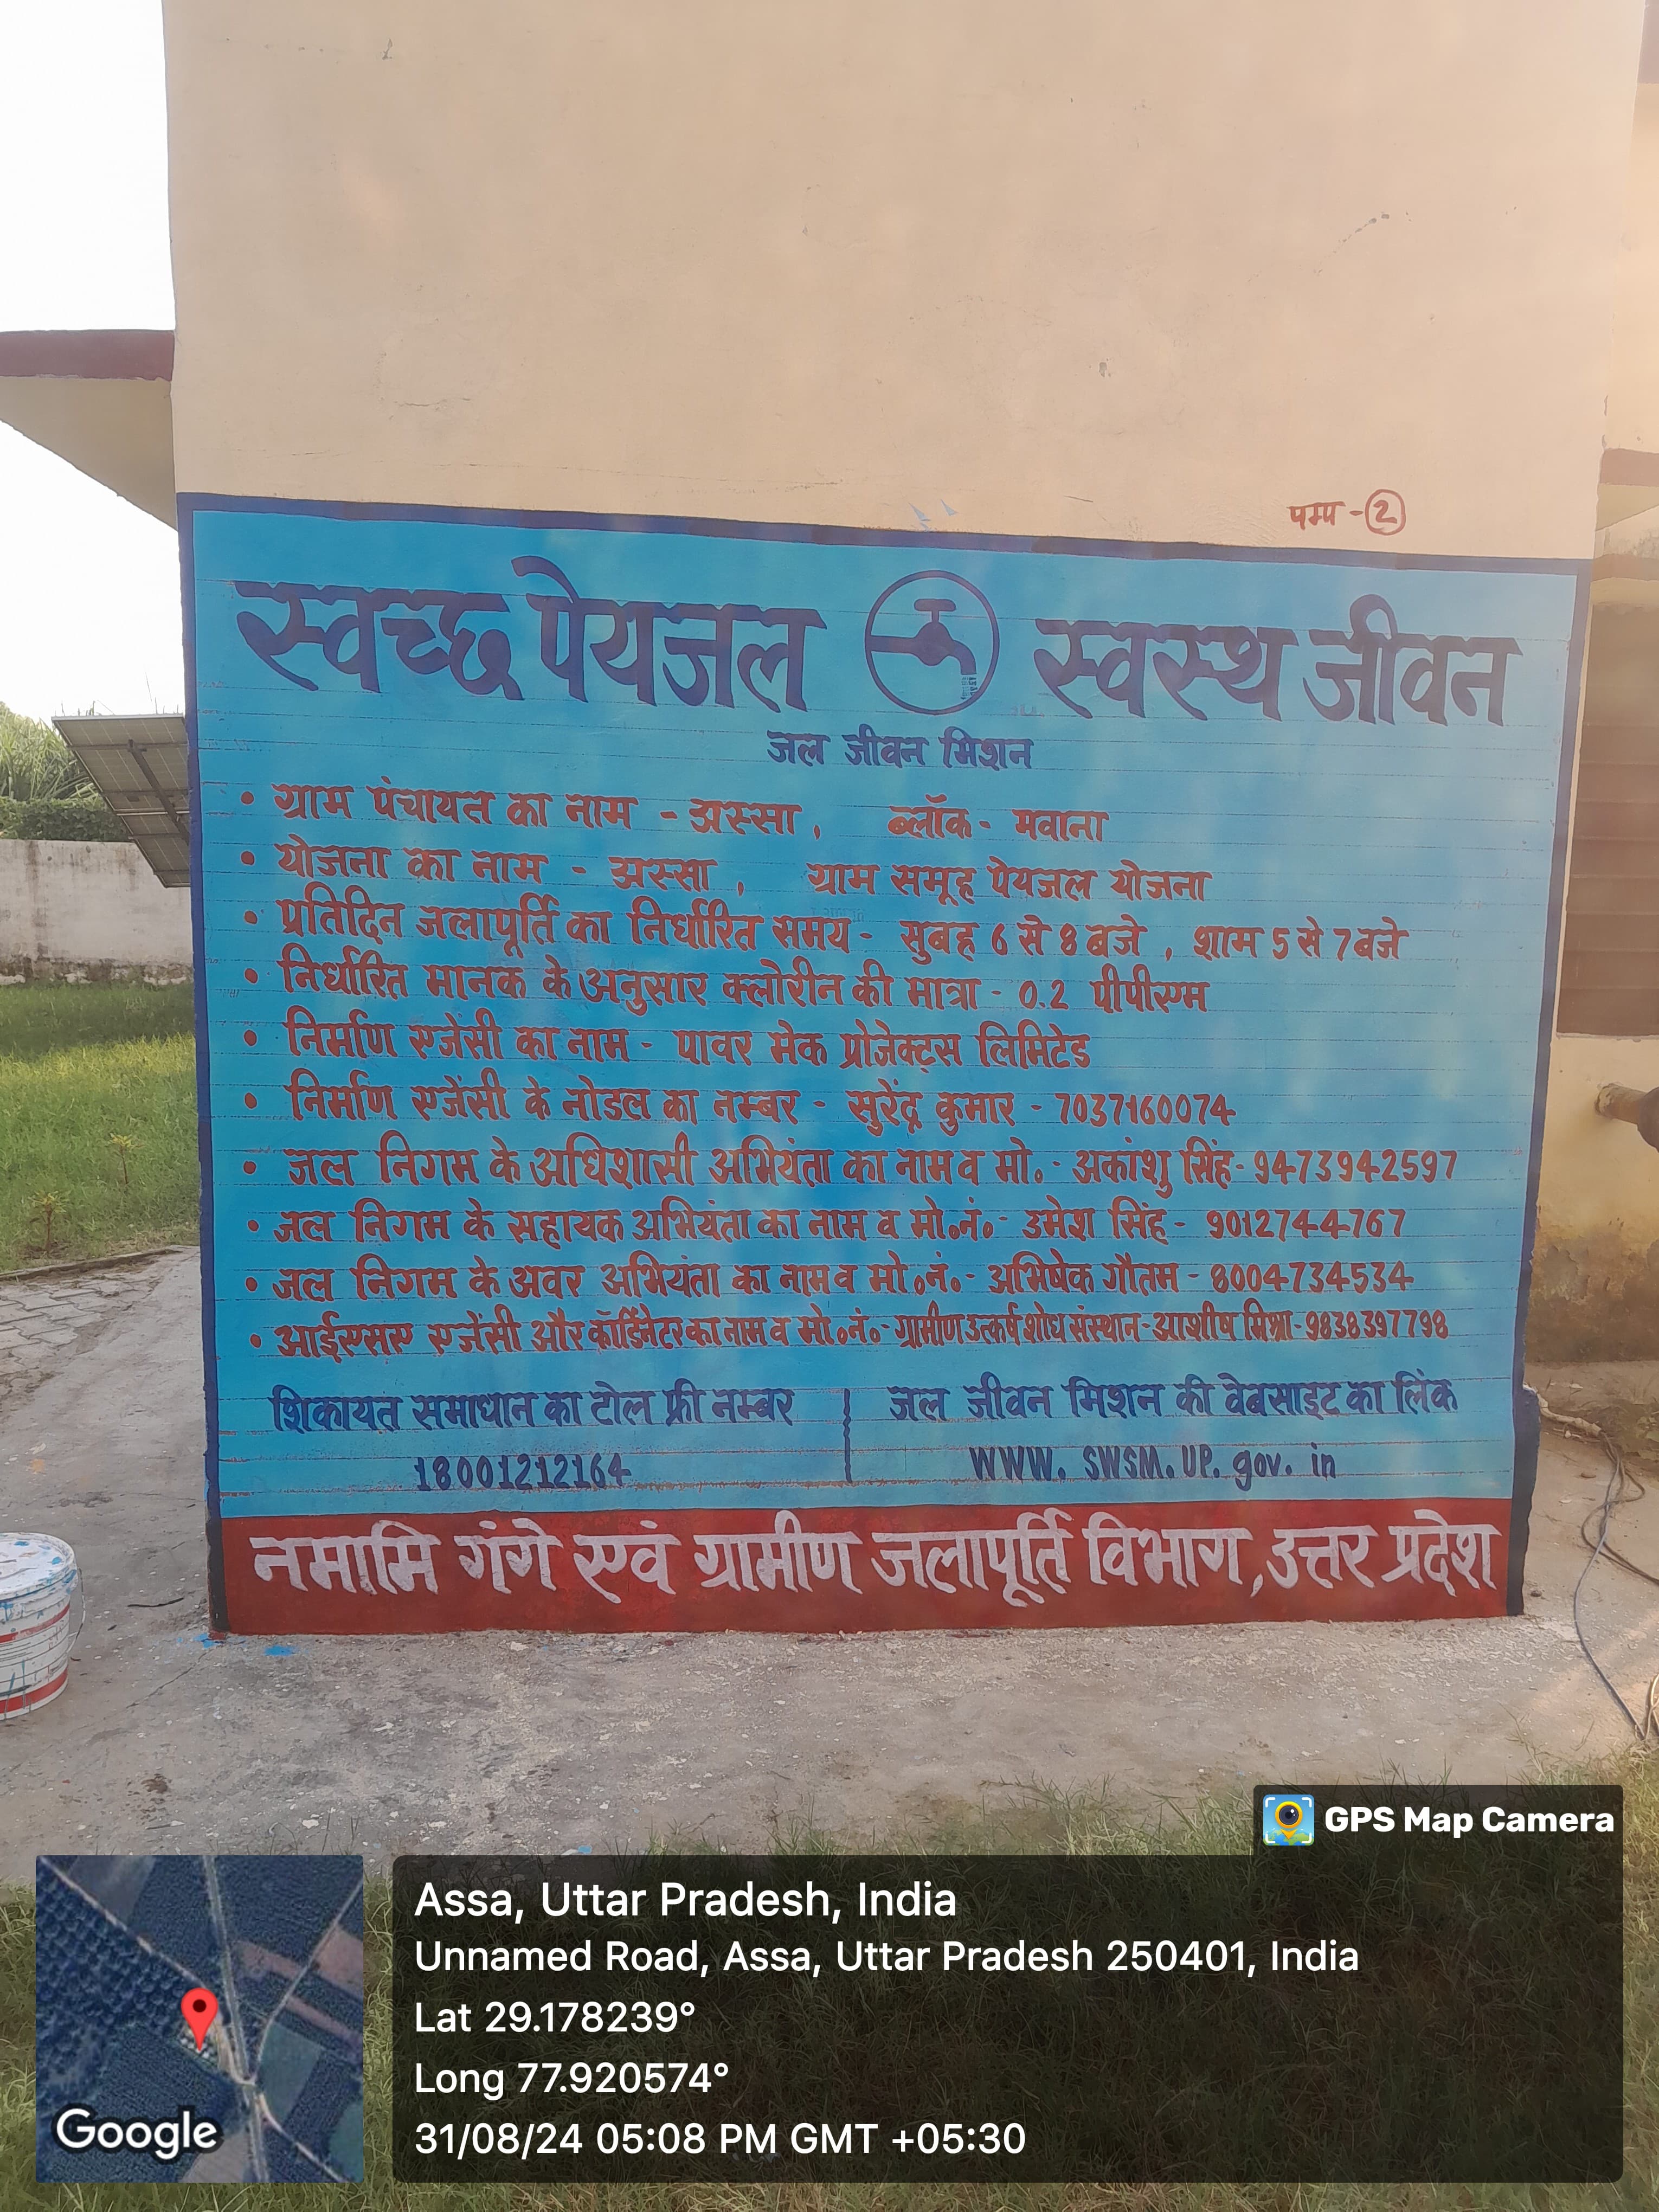 पम्प - 2
स्वच्छ पेयजल स्वस्थ जीवन
जल जीवन मिशन
• ग्राम पंचायत का नाम - अस्सा, ब्लॉक - मवाना
• योजना का नाम - अस्सा, ग्राम समूह पेयजल योजना
• प्रतिदिन जलापूर्ति का निर्धारित समय - सुबह 6 से 8 बजे, शाम 5 से 7 बजे
• निर्धारित मानक के अनुसार क्लोरीन की मात्रा - 0.2 पीपीएम
• निर्माण एजेंसी का नाम - पावर मेक प्रोजेक्ट्स लिमिटेड
• निर्माण एजेंसी के नोडल का नम्बर - सुरेंद्र कुमार - 7037160074
• जल निगम के अधिशासी अभियंता का नाम व मो॰ - अकांशु सिंह - 9473942597
• जल निगम के सहायक अभियंता का नाम व मो॰नं॰ - उमेश सिंह - 9012744767
• जल निगम के अवर अभियंता का नाम व मो॰नं॰ - अभिषेक गौतम - 8004734534
• आईएसए एजेंसी और कॉर्डिनेटर का नाम व मो॰नं॰ - ग्रामीण उत्कर्ष शोध संस्थान - आशीष मिश्रा - 9838397798
शिकायत समाधान का टोल फ्री नम्बर
18001212164
जल जीवन मिशन की वेबसाइट का लिंक
WWW. SWSM. UP. gov. in
नमामि गंगे एवं ग्रामीण जलापूर्ति विभाग, उत्तर प्रदेश
GPS Map Camera
Google
Assa, Uttar Pradesh, India
Unnamed Road, Assa, Uttar Pradesh 250401, India
Lat 29.178239°
Long 77.920574°
31/08/24 05:08 PM GMT +05:30